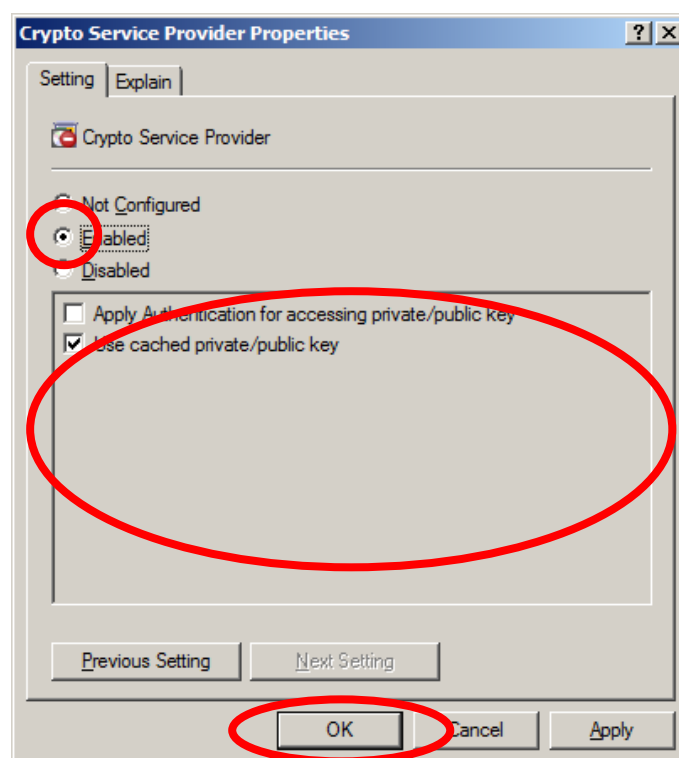 Crypto Service Provider Properties
Setting Explain
Crypto Service Provider
Not Configured
Enabled
Disabled
Apply Authentication for accessing private/public key
Use cached private/public key
Previous Setting Next Setting
OK Cancel Apply